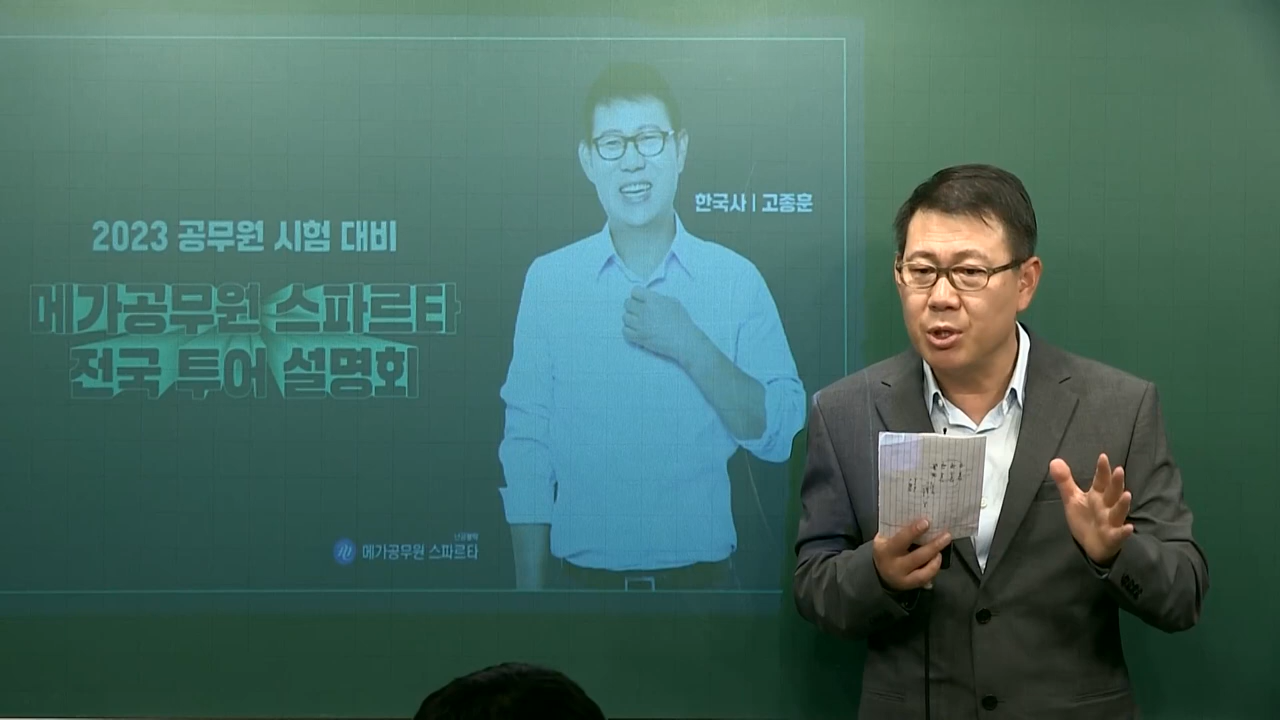 한국사 | 고종훈
2023 공무원 시험 대비
메가공무원 스파르타
전국 투어 설명회
메가공무원 스파르타